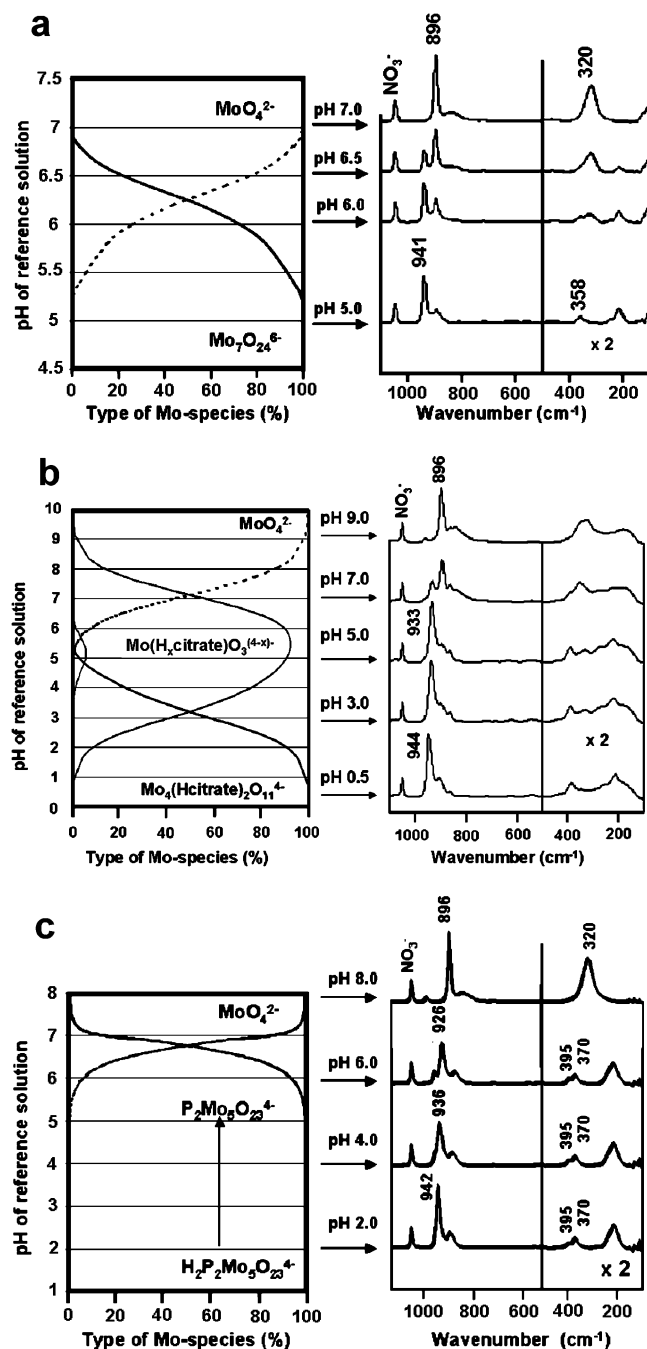 a
896
320
NO3-
7.5
7
6.5
6
5.5
5
4.5
MoO4 2-
Mo7O24 6-
pH of reference solution
0 20 40 60 80 100
Type of Mo-species (%)
pH 7.0
pH 6.5
pH 6.0
pH 5.0
941
358
x 2
1000 800 600 400 200
Wavenumber (cm-1)
b
896
NO3-
10
9
8
7
6
5
4
3
2
1
0
MoO4 2-
Mo(Hxcitrate)O3(4-x)-
Mo4(Hcitrate)2O11 4-
pH of reference solution
0 20 40 60 80 100
Type of Mo-species (%)
pH 9.0
pH 7.0
pH 5.0
pH 3.0
pH 0.5
933
944
x 2
1000 800 600 400 200
Wavenumber (cm-1)
c
896
320
NO3-
8
7
6
5
4
3
2
1
MoO4 2-
P2Mo5O23 4-
H2P2Mo5O23 4-
pH of reference solution
0 20 40 60 80 100
Type of Mo-species (%)
pH 8.0
pH 6.0
pH 4.0
pH 2.0
926
936
942
395 370
395 370
395 370
x 2
1000 800 600 400 200
Wavenumber (cm-1)